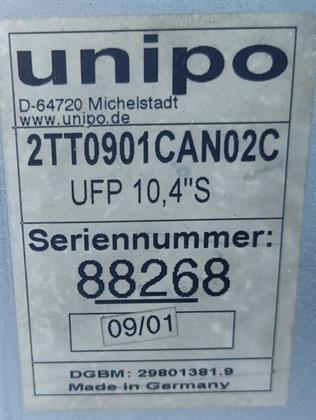 unipo
D-64720 Michelstadt
www.unipo.de
2TT0901CAN02C
UFP 10,4"S
Seriennummer:
88268
09/01
DGBM: 29801381.9
Made in Germany